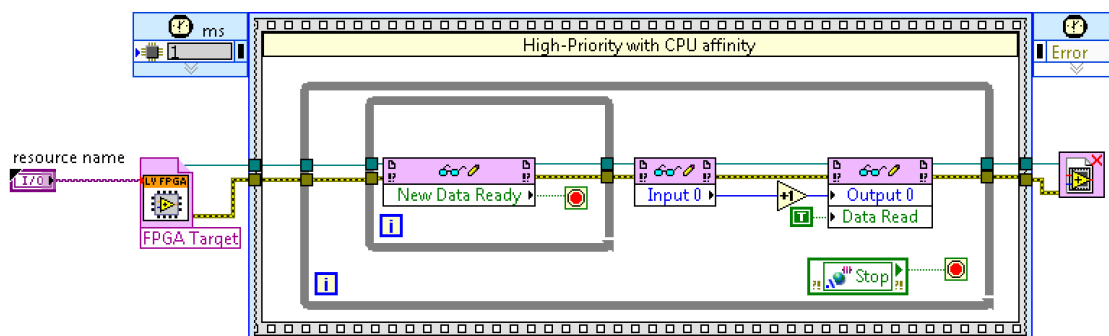 ms
High-Priority with CPU affinity
1
Error
resource name
I/O
LV FPGA
FPGA Target
New Data Ready
Input 0
+1
Output 0
T
Data Read
i
Stop
i